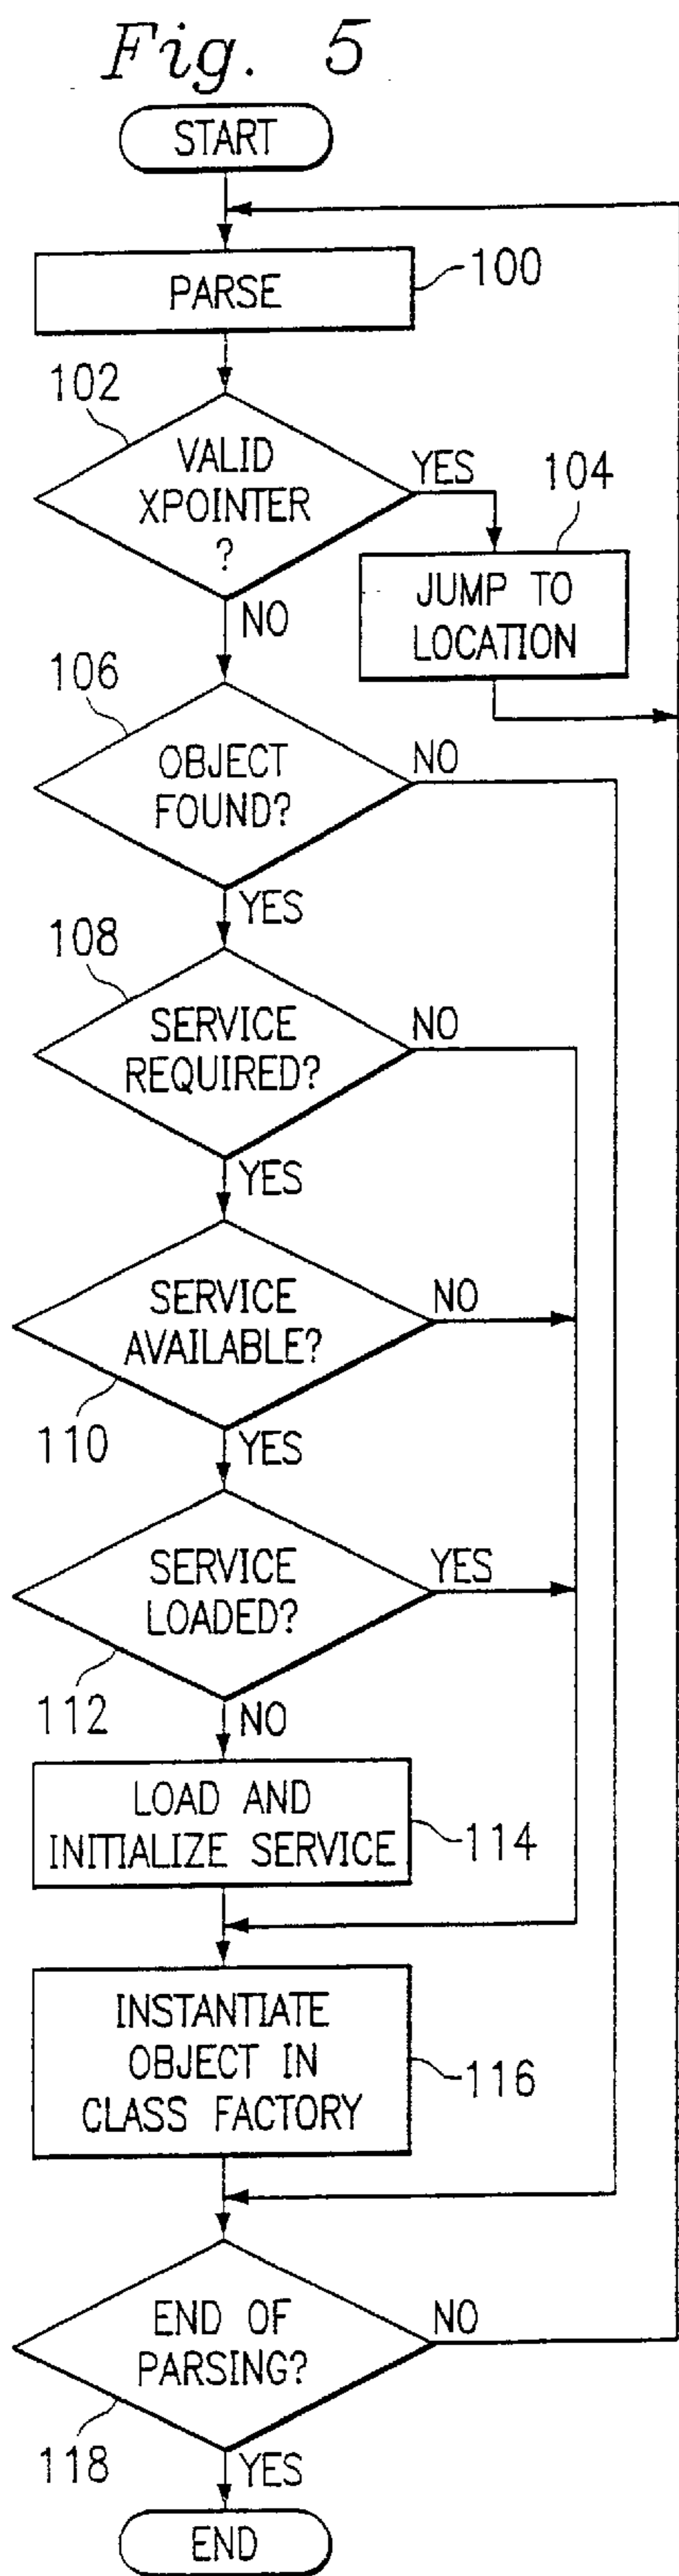 Fig. 5
START
PARSE
100
102
VALID
XPOINTER
?
YES
104
JUMP TO
LOCATION
NO
106
OBJECT
FOUND?
NO
YES
108
SERVICE
REQUIRED?
NO
YES
SERVICE
AVAILABLE?
NO
110
YES
SERVICE
LOADED?
YES
112
NO
LOAD AND
INITIALIZE SERVICE
114
INSTANTIATE
OBJECT IN
CLASS FACTORY
116
END OF
PARSING?
NO
118
YES
END